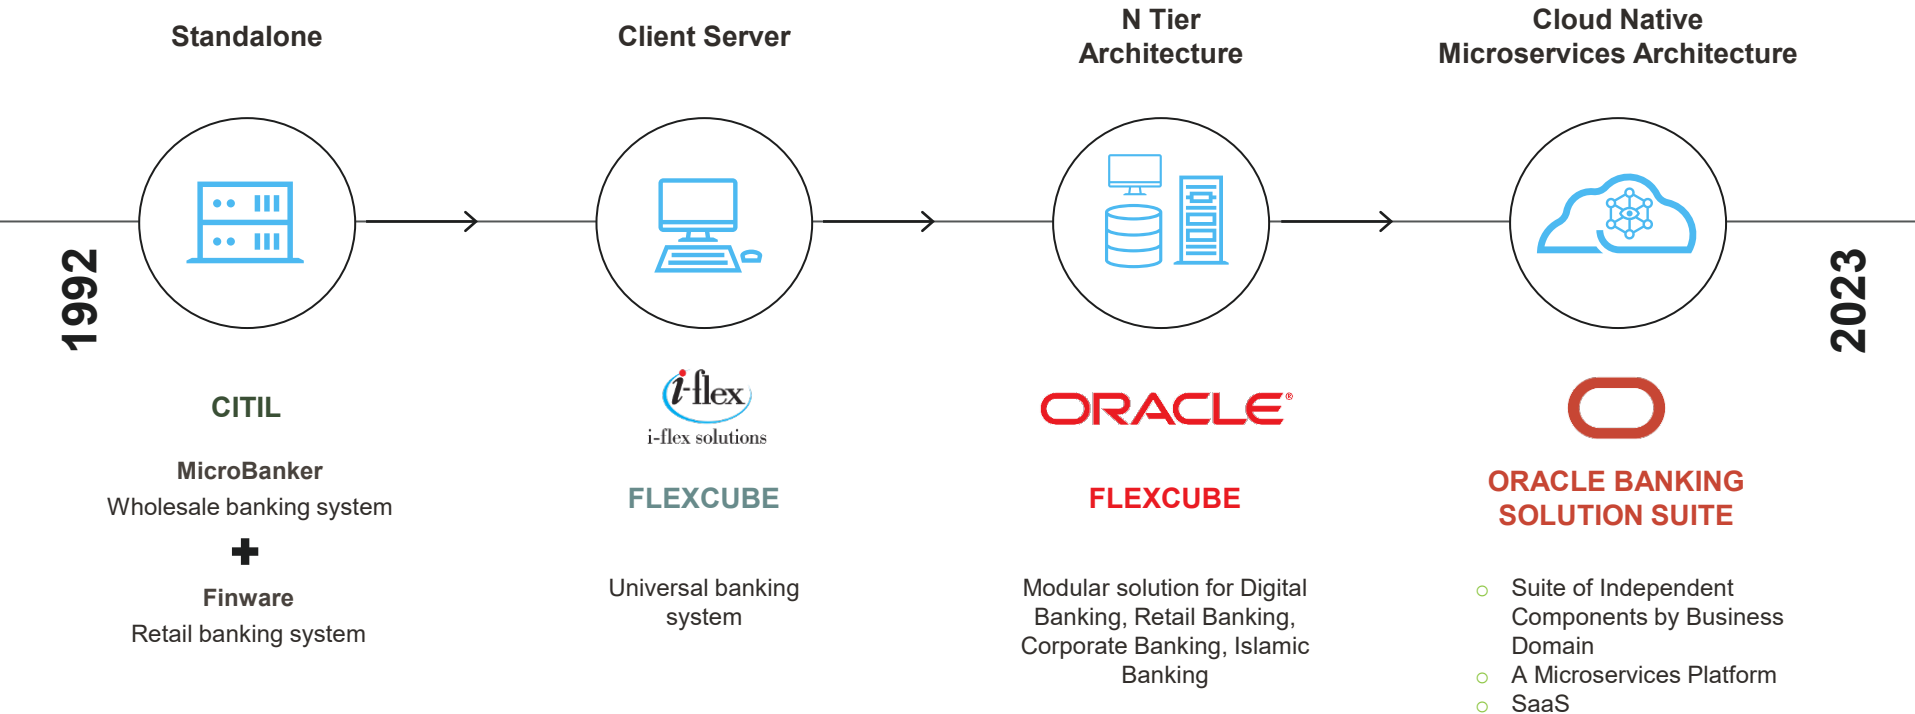 Standalone
Client Server
N Tier
Architecture
Cloud Native
Microservices Architecture
1992
2023
CITIL
MicroBanker
Wholesale banking system
Finware
Retail banking system
i-flex
i-flex solutions
FLEXCUBE
Universal banking
system
ORACLE®
FLEXCUBE
Modular solution for Digital
Banking, Retail Banking,
Corporate Banking, Islamic
Banking
ORACLE BANKING
SOLUTION SUITE
Suite of Independent
Components by Business
Domain
A Microservices Platform
SaaS